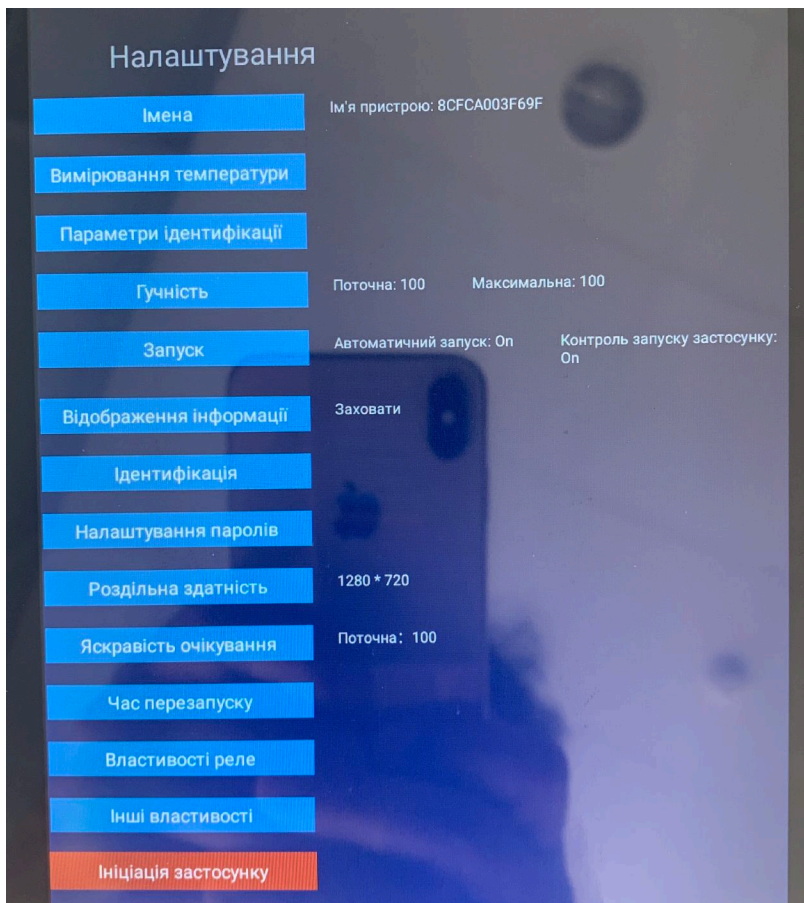 Налаштування
Імена
Ім'я пристрою: 8CFCA003F69F
Вимірювання температури
Параметри ідентифікації
Гучність
Поточна: 100 Максимальна: 100
Запуск
Автоматичний запуск: On Контроль запуску застосунку:
On
Відображення інформації
Заховати
Ідентифікація
Налаштування паролів
Роздільна здатність
1280 * 720
Яскравість очікування
Поточна: 100
Час перезапуску
Властивості реле
Інші властивості
Ініціація застосунку